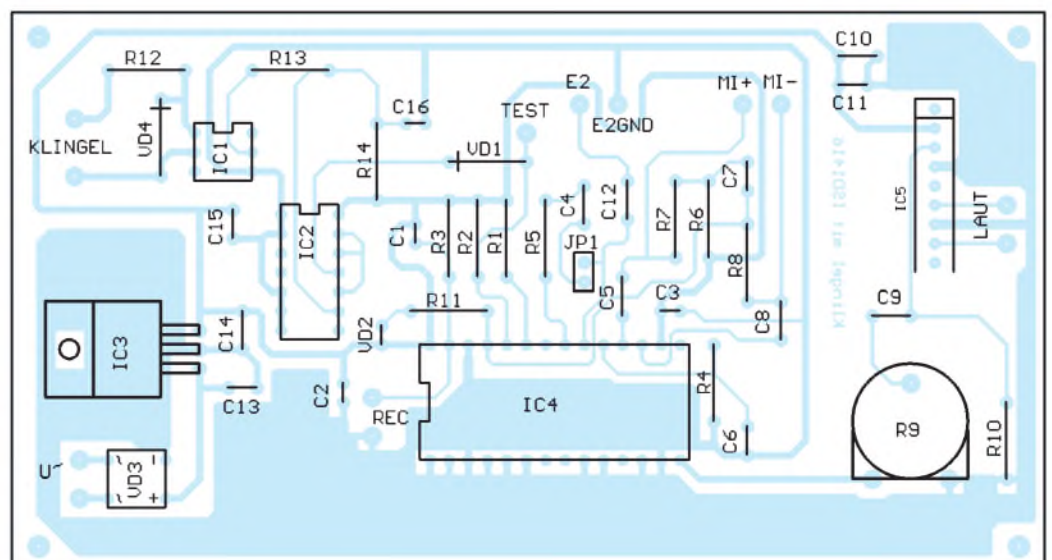 C10
R12
R13
C11
E2
MI+
MI-
C16
TEST
E2GND
VD4
KLINGEL
IC1
R14
VD1
C7
IC5
C4
C12
R7
R6
LAUT
C15
IC2
C1
R3
R2
R1
R5
JP1
R8
R11
C5
C3
C9
C8
IC3
C14
VD2
R4
C13
C2
REC
IC4
R9
R10
C6
U~
~
-
VD3
~
+